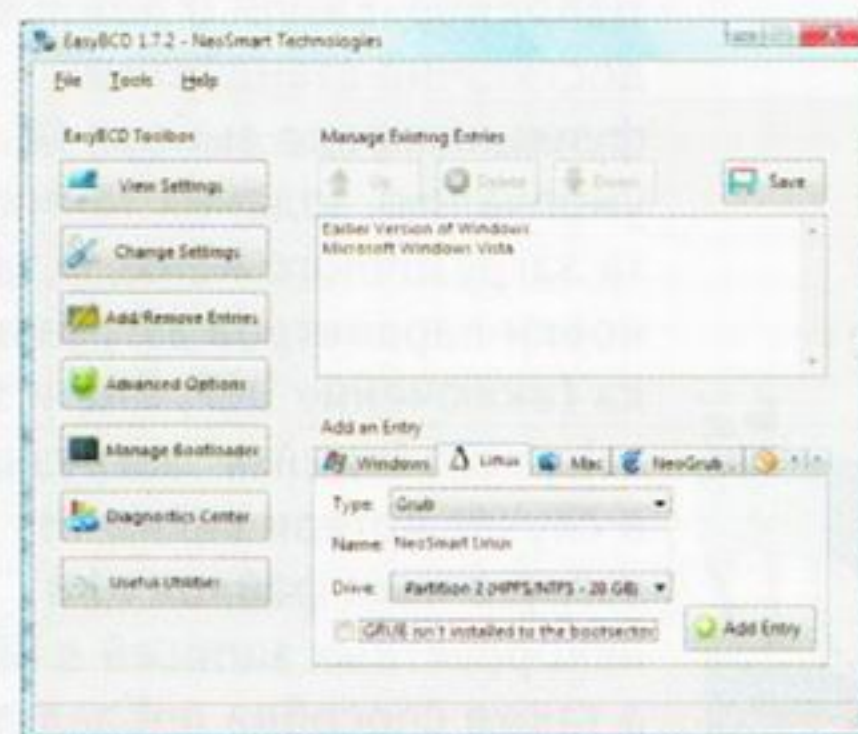 EasyBCD 1.7.2 - NeoSmart Technologies
File Tools Help
EasyBCD Toolbox
View Settings
Change Settings
Add/Remove Entries
Advanced Options
Manage Bootloader
Diagnostics Center
Useful Utilities
Manage Existing Entries
Up Delete Down Save
Earlier Version of Windows
Microsoft Windows Vista
Add an Entry
Windows Linux Mac NeoGrub
Type: Grub
Name: NeoSmart Linux
Drive: Partition 2 (HPFS/NTFS - 28 GB)
GRUB isn't installed to the bootsector
Add Entry